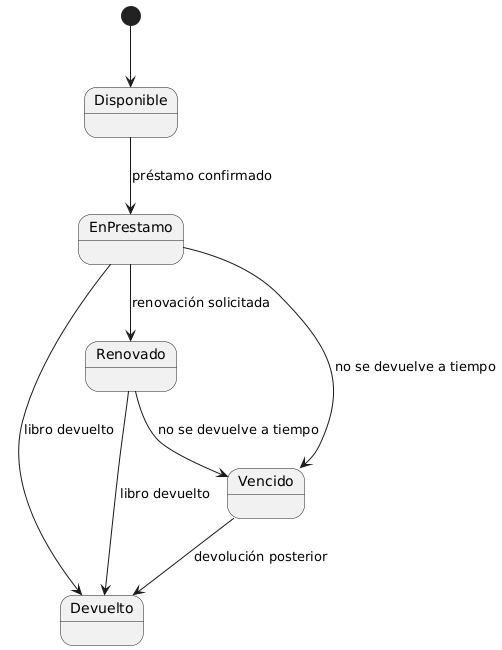 Disponible
préstamo confirmado
EnPrestamo
renovación solicitada
Renovado
no se devuelve a tiempo
libro devuelto
no se devuelve a tiempo
Vencido
libro devuelto
devolución posterior
Devuelto